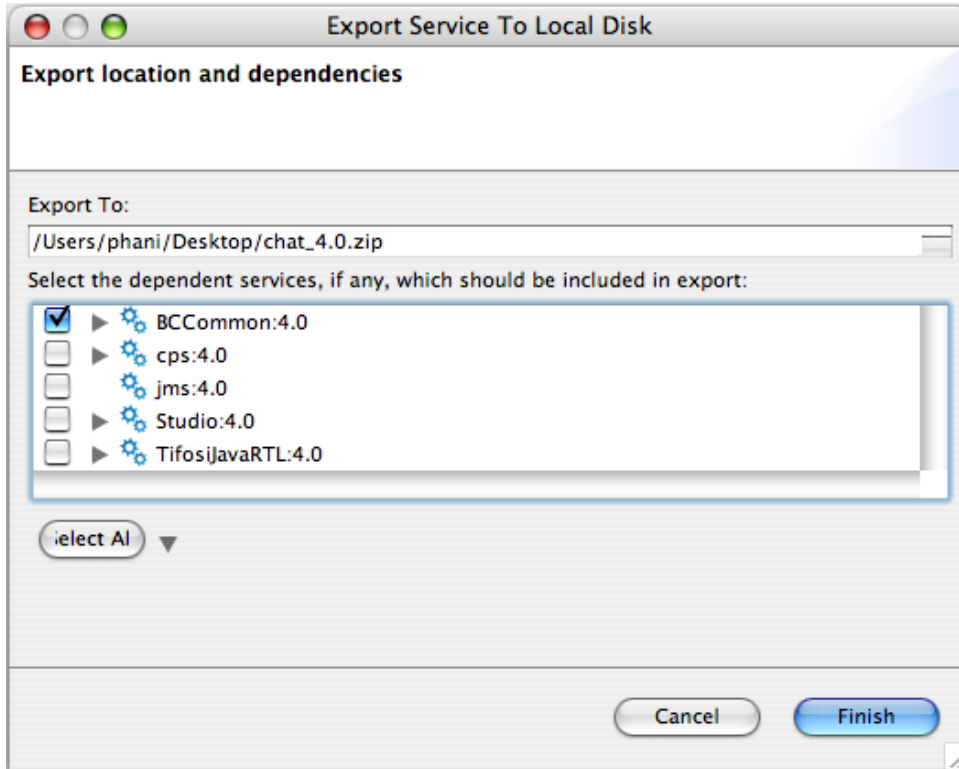 Export Service To Local Disk
Export location and dependencies
Export To:
/Users/phani/Desktop/chat_4.0.zip
Select the dependent services, if any, which should be included in export:
BCCommon:4.0
cps:4.0
jms:4.0
Studio:4.0
TifosiJavaRTL:4.0
Select Al
Cancel
Finish